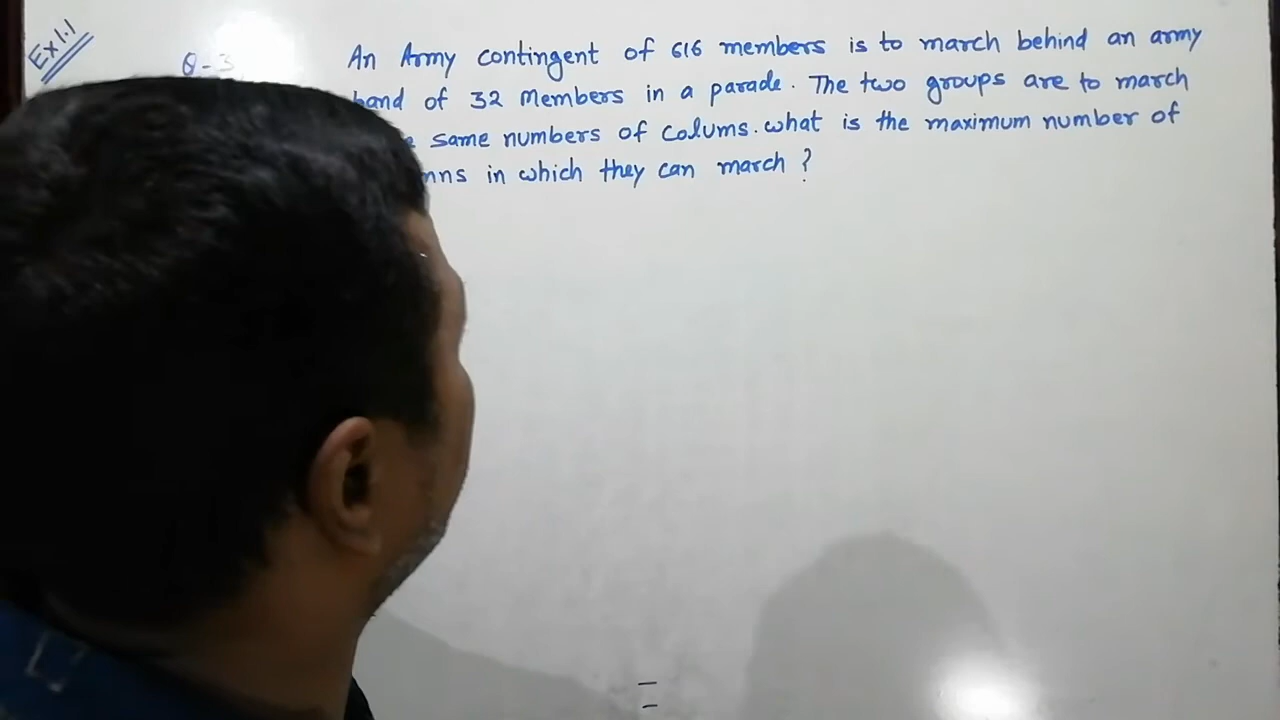 Ex 1.1
Q-3
An Army contingent of 616 members is to march behind an army
band of 32 Members in a parade. The two groups are to march
same numbers of colums. what is the maximum number of
in which they can march ?